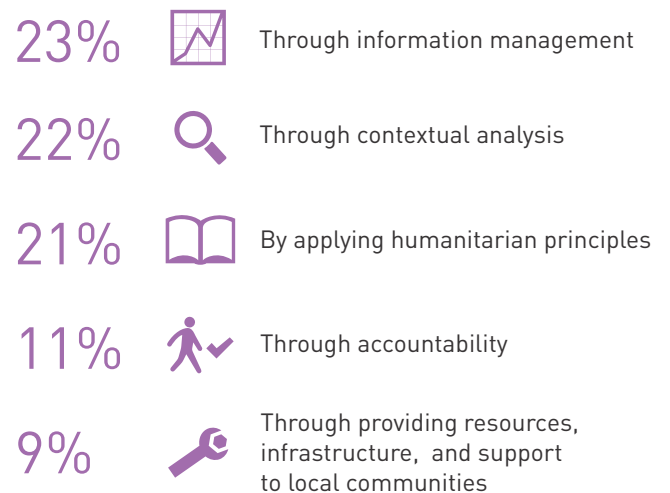 23% Through information management
22% Through contextual analysis
21% By applying humanitarian principles
11% Through accountability
Through providing resources,
9% infrastructure, and support
to local communities